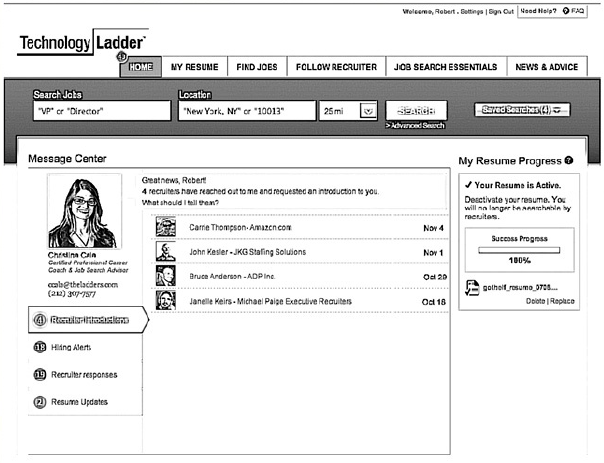 Welcome, Robert - Settings | Sign Out
Need Help? ? FAQ
Technology Ladder
HOME
MY RESUME
FIND JOBS
FOLLOW RECRUITER
JOB SEARCH ESSENTIALS
NEWS & ADVICE
Search Jobs
Location
"VP" or "Director"
"New York, NY" or "10013"
25mi
SEARCH
Saved Searches (4)
> Advanced Search
Message Center
My Resume Progress ?
Great news, Robert!
4 recruiters have reached out to me and requested an introduction to you.
What should I tell them?
Carrie Thompson - Amazon.com Nov 4
John Kesler - JKG Staffing Solutions Nov 1
Bruce Anderson - ADP Inc. Oct 29
Janelle Keirs - Michael Paige Executive Recruiters Oct 18
Certified Professional Career
Coach & Job Search Advisor
ccala@theladders.com
(212) 397-7577
4 Recruiter Introductions
18 Hiring Alerts
19 Recruiter responses
2 Resume Updates
✓ Your Resume is Active.
Deactivate your resume. You
will no longer be searchable by
recruiters.
Success Progress
100%
gothelf_resume_0708...
Delete | Replace